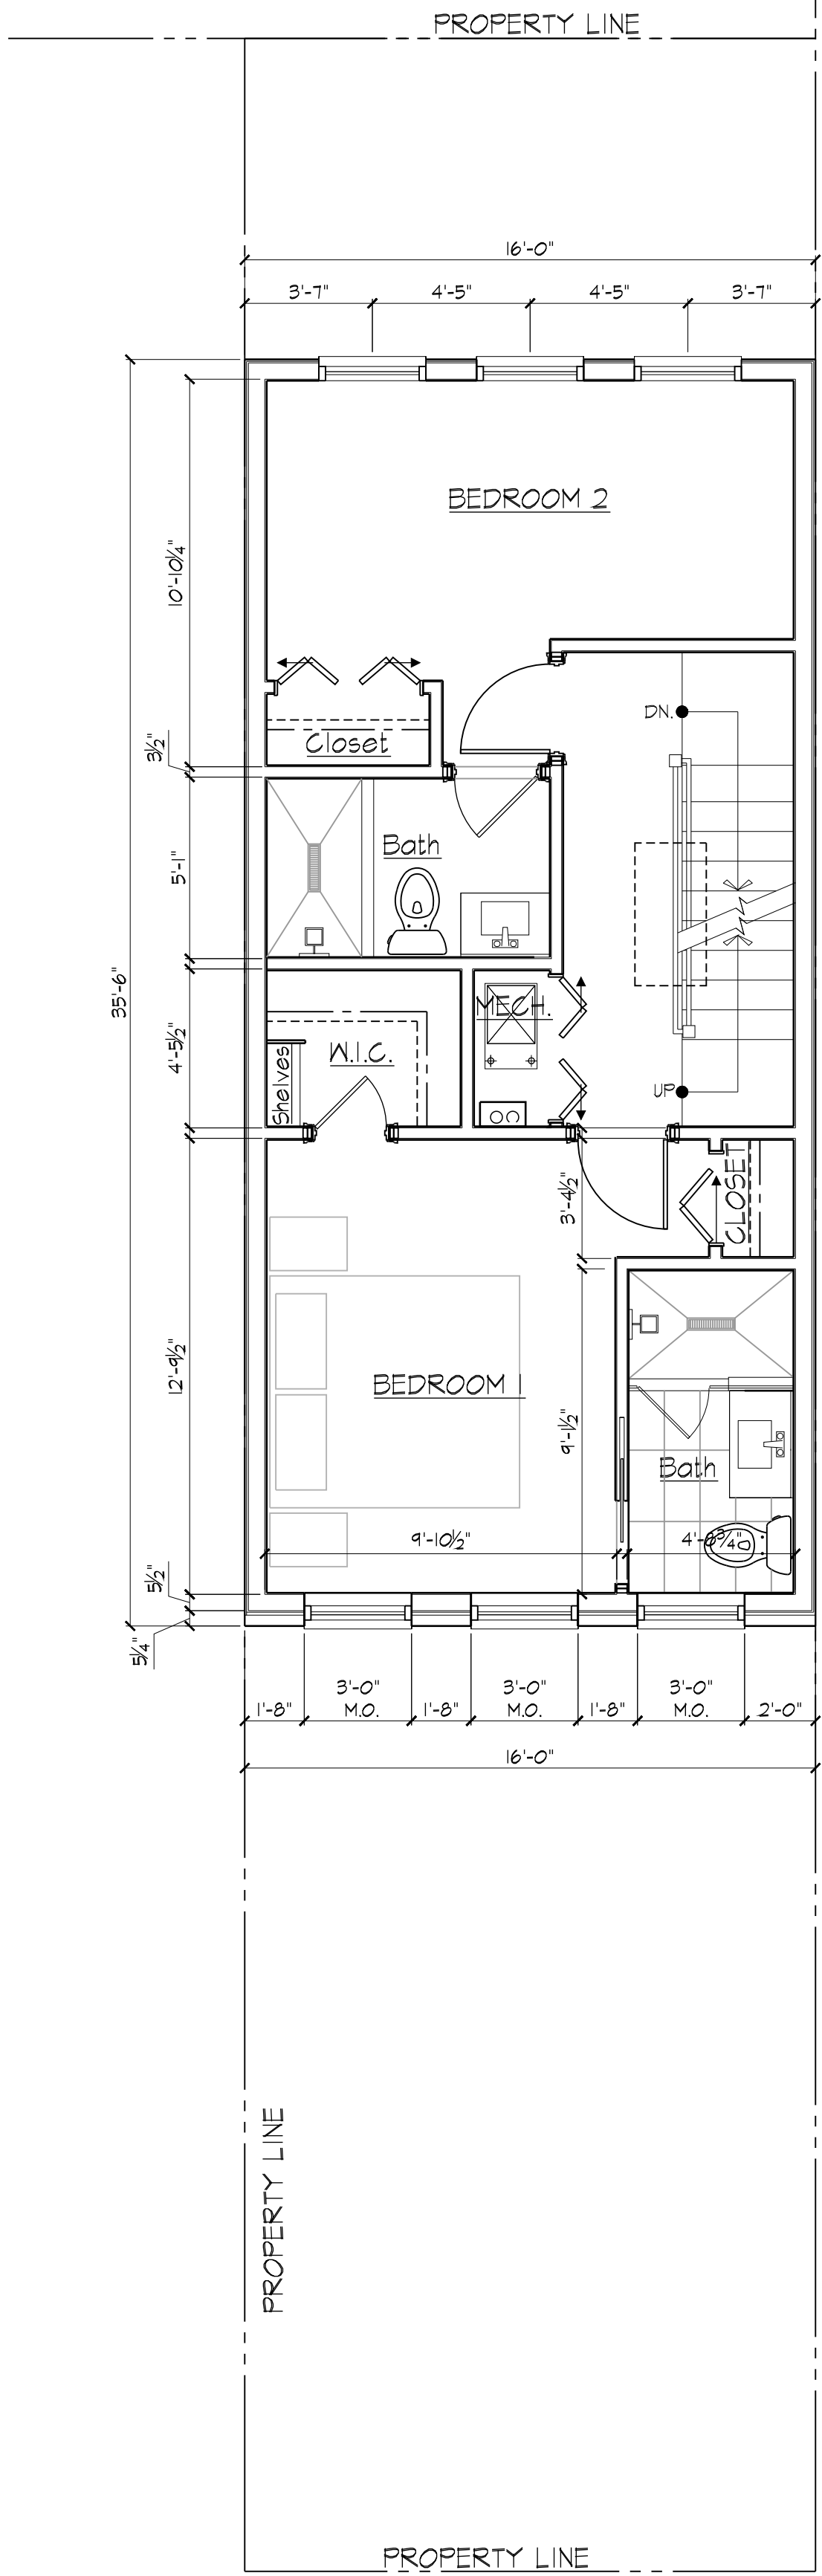 PROPERTY LINE
16'-0"
3'-7" 4'-5" 4'-5" 3'-7"
BEDROOM 2
10'-10¼"
DN.
Closet
3½"
Bath
5'-1"
35'-6"
MECH.
4'-5½"
W.I.C.
Shelves
UP
CLOSET
3'-4½"
12'-9½"
BEDROOM 1
9'-1½"
Bath
9'-10½"
5½"
5¼"
3'-0" 3'-0" 3'-0"
1'-8" M.O. 1'-8" M.O. 1'-8" M.O. 2'-0"
16'-0"
PROPERTY LINE
PROPERTY LINE